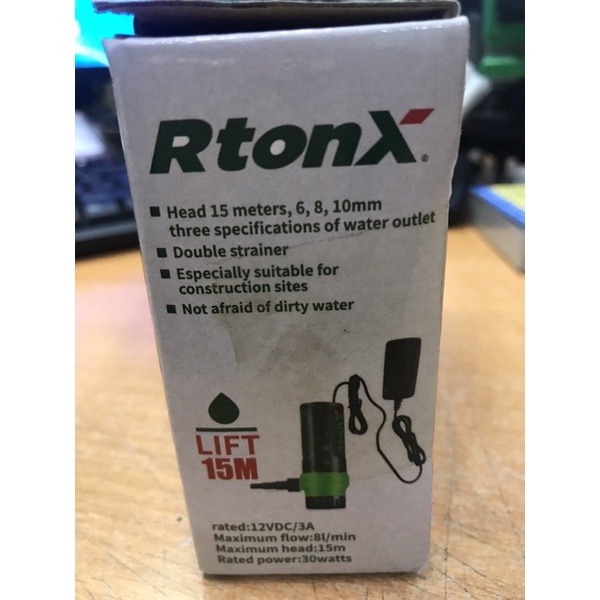 RtonX®
Head 15 meters, 6, 8, 10mm
three specifications of water outlet
Double strainer
Especially suitable for
construction sites
Not afraid of dirty water
LIFT
15M
rated:12VDC/3A
Maximum flow:8l/min
Maximum head:15m
Rated power:30watts